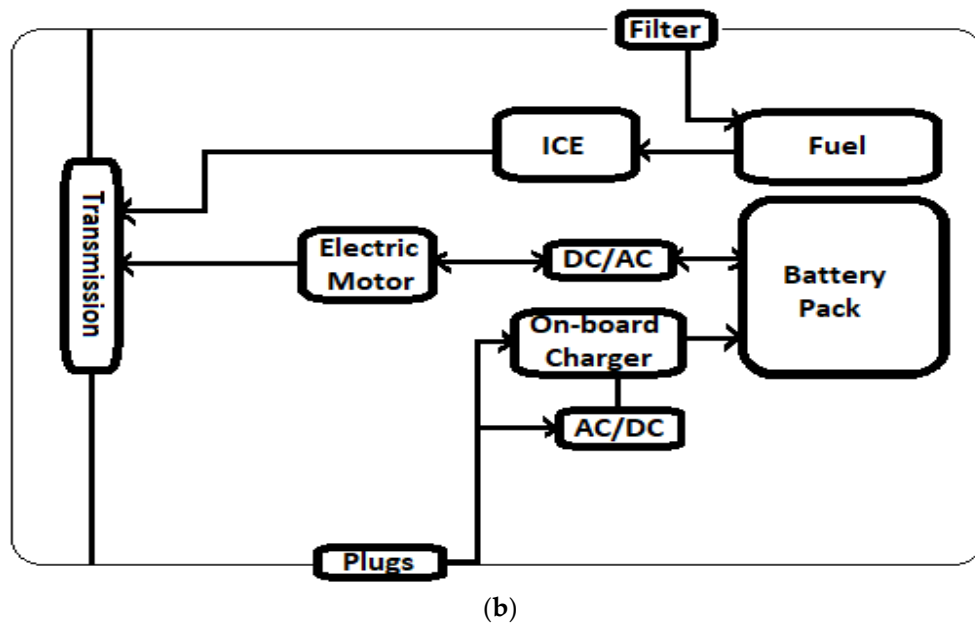 Filter
ICE
Fuel
Transmission
Electric
Motor
DC/AC
Battery
Pack
On-board
Charger
AC/DC
Plugs
(b)